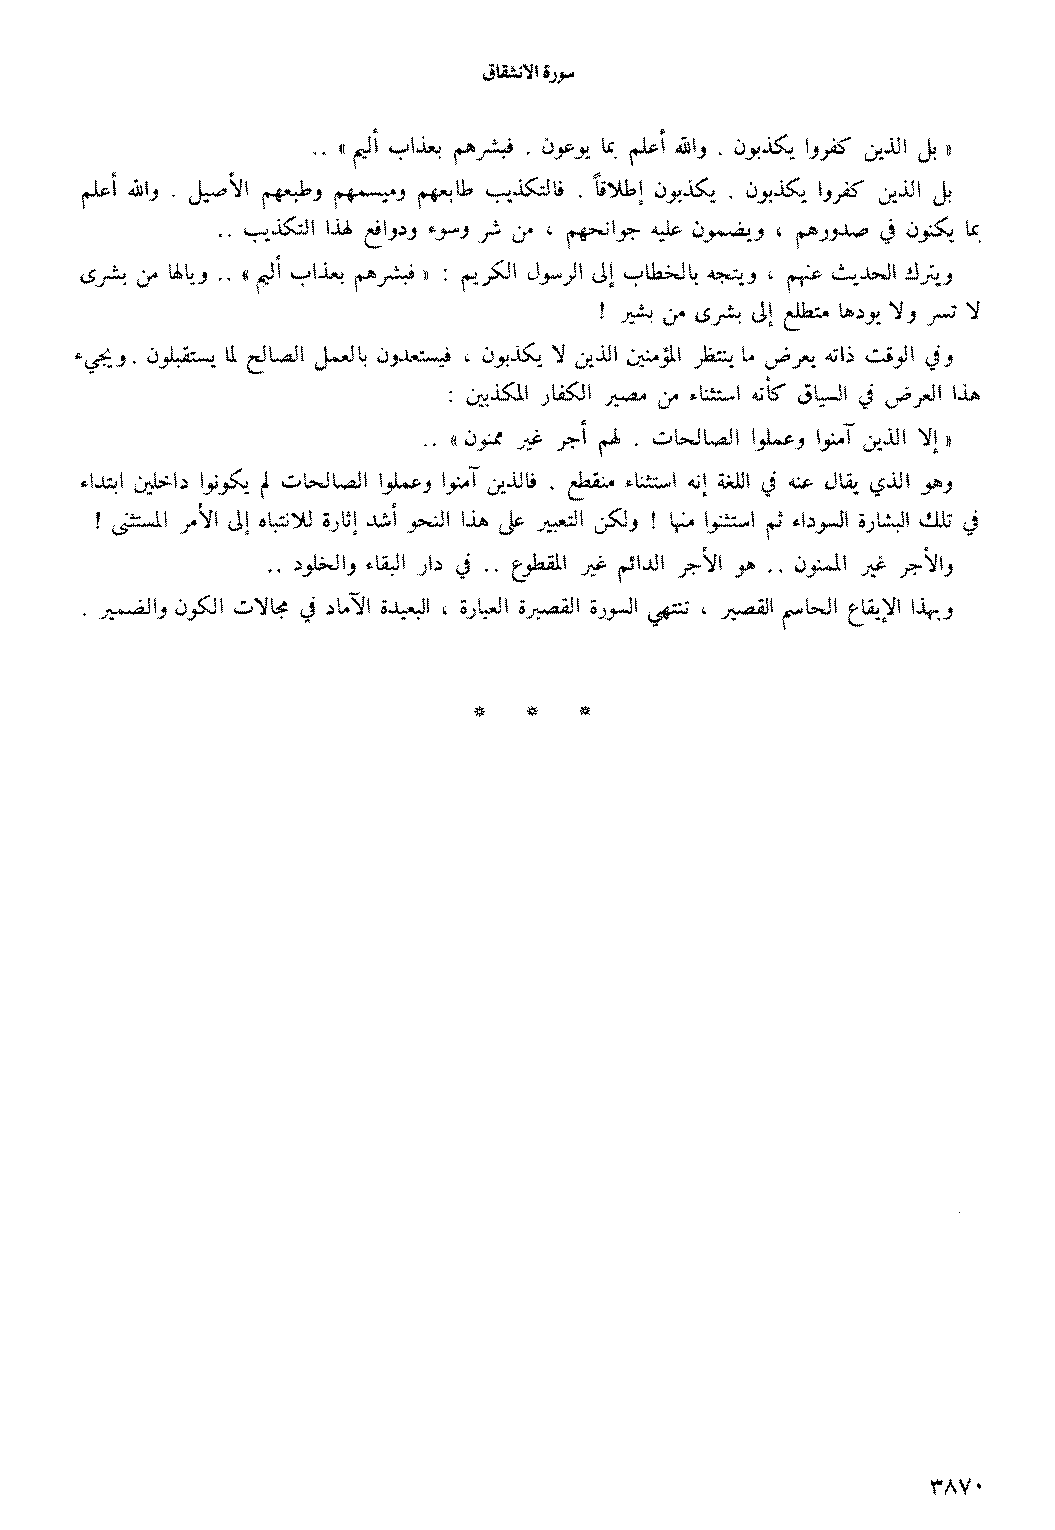 سورة الانشقاق
« بل الذين كفروا يكذبون . والله أعلم بما يوعون . فبشرهم بعذاب أليم » ..
بل الذين كفروا يكذبون . يكذبون إطلاقاً . فالتكذيب طابعهم وميسمهم وطبعهم الأصيل . والله أعلم
بما يكنون في صدورهم ، ويضمون عليه جوانحهم ، من شر وسوء ودوافع لهذا التكذيب ..
ويترك الحديث عنهم ، ويتجه بالخطاب إلى الرسول الكريم : « فبشرهم بعذاب أليم » .. ويالها من بشرى
لا تسر ولا يودها متطلع إلى بشرى من بشير !
وفي الوقت ذاته يعرض ما ينتظر المؤمنين الذين لا يكذبون ، فيستعدون بالعمل الصالح لما يستقبلون . ويجيء
هذا العرض في السياق كأنه استثناء من مصير الكفار المكذبين :
« إلا الذين آمنوا وعملوا الصالحات . لهم أجر غير ممنون » ..
وهو الذي يقال عنه في اللغة إنه استثناء منقطع . فالذين آمنوا وعملوا الصالحات لم يكونوا داخلين ابتداء
في تلك البشارة السوداء ثم استثنوا منها ! ولكن التعبير على هذا النحو أشد إثارة للانتباه إلى الأمر المستثنى !
والأجر غير الممنون .. هو الأجر الدائم غير المقطوع .. في دار البقاء والخلود ..
وبهذا الإيقاع الحاسم القصير ، تنتهي السورة القصيرة العبارة ، البعيدة الآماد في مجالات الكون والضمير .
* * *
٣٨٧٠